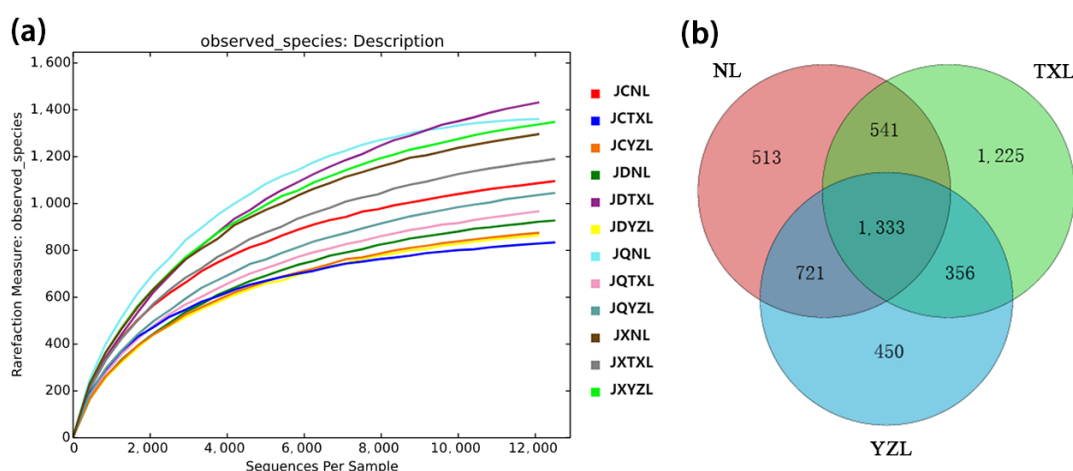 (a)
observed_species: Description
Rarefaction Measure: observed_species
1,600
1,400
1,200
1,000
800
600
400
200
0
0 2,000 4,000 6,000 8,000 10,000 12,000
Sequences Per Sample
JCNL
JCTXL
JCYZL
JDNL
JDTXL
JDYZL
JQNL
JQTXL
JQYZL
JXNL
JXTXL
JXYZL
(b)
NL TXL
541
513 1,225
1,333
721 356
450
YZL